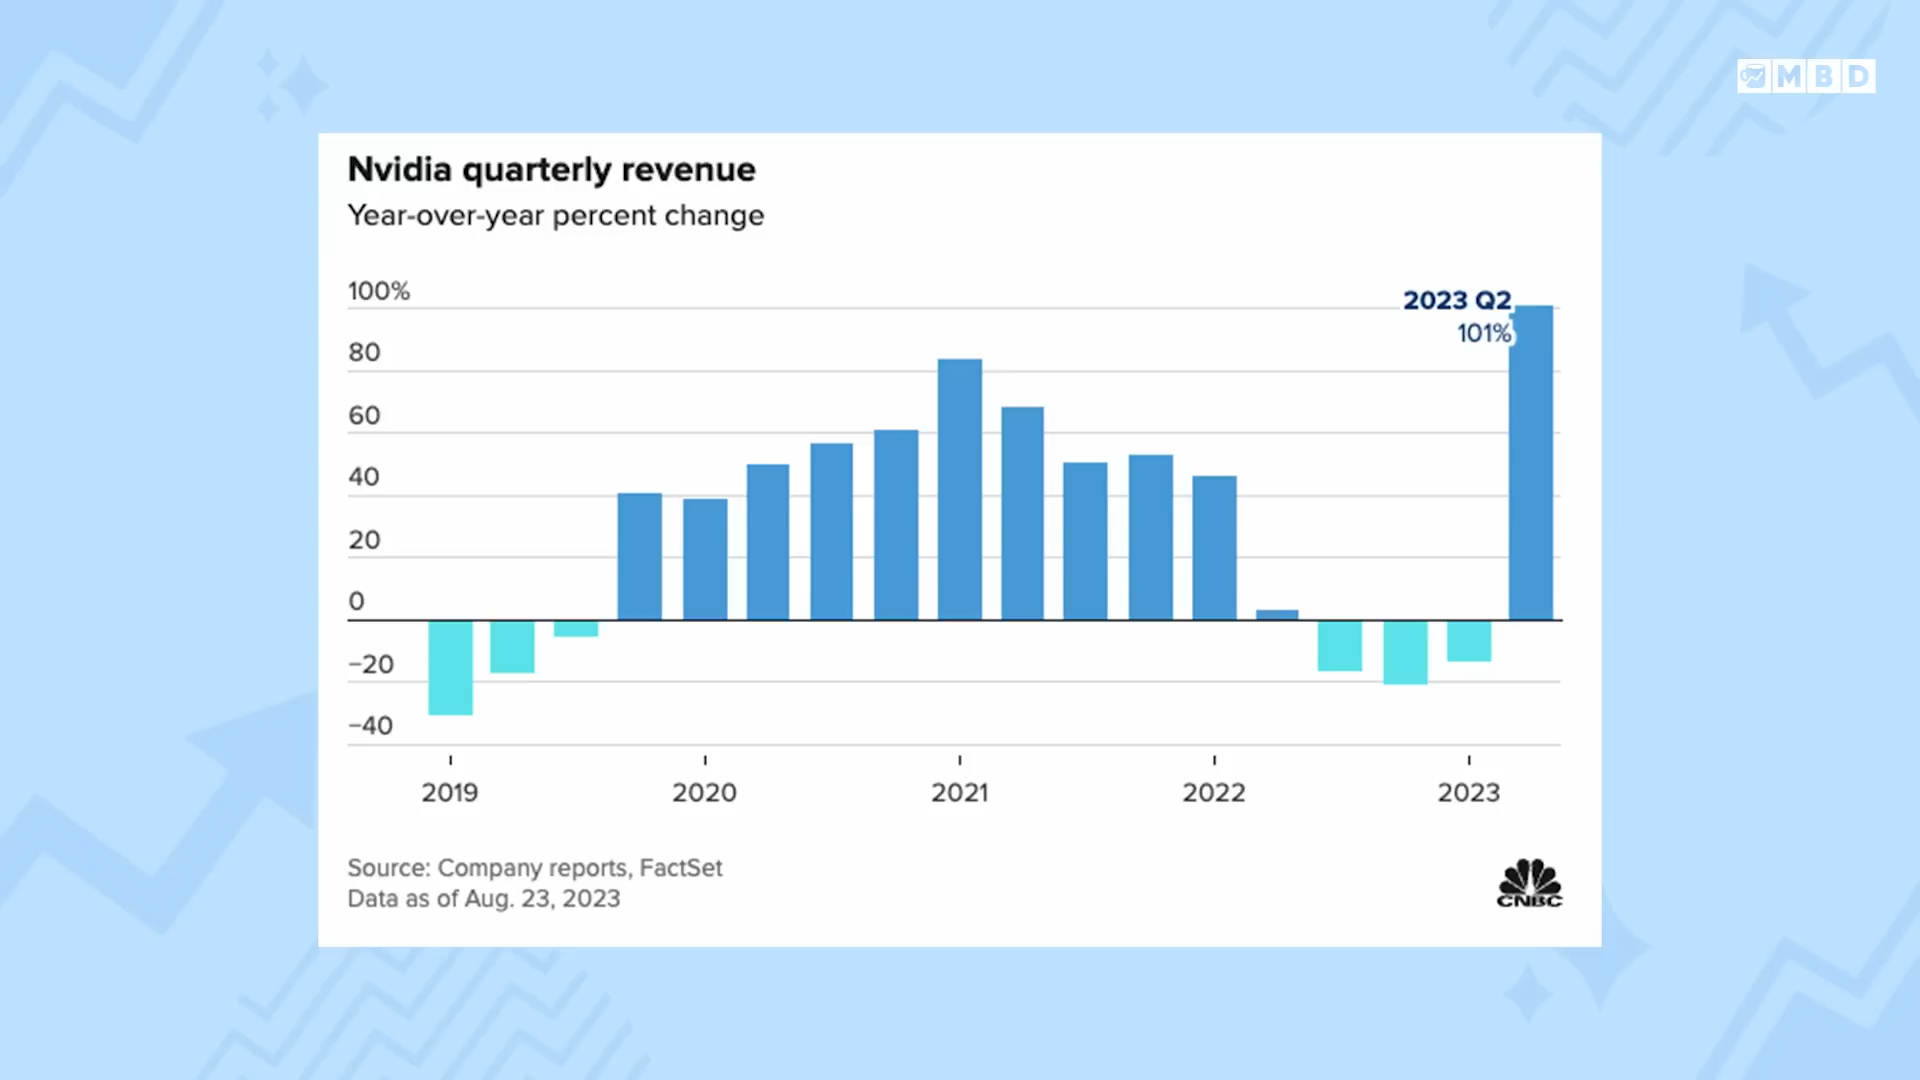 MBD
Nvidia quarterly revenue
Year-over-year percent change
100%
2023 Q2
101%
80
60
40
20
0
−20
−40
2019 2020 2021 2022 2023
Source: Company reports, FactSet
Data as of Aug. 23, 2023
CNBC